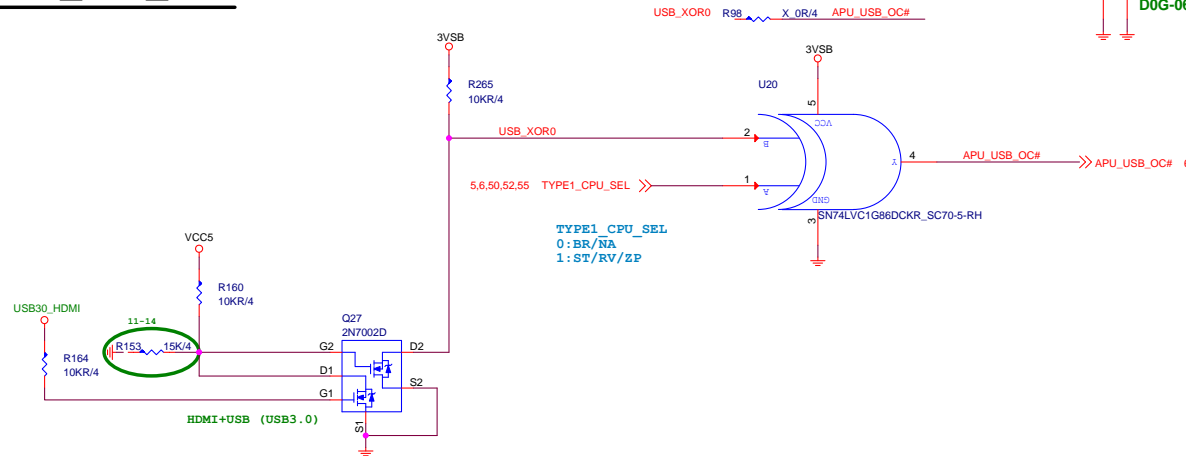 D0G-06
USB_XOR0 R98 X_0R/4 APU_USB_OC#
3VSB
R265
10KR/4
3VSB
U20
5
VCC
USB_XOR0
2
B
Y
4
APU_USB_OC#
APU_USB_OC# 6
5,6,50,52,55 TYPE1_CPU_SEL
1
A
GND
3
SN74LVC1G86DCKR_SC70-5-RH
TYPE1_CPU_SEL
0:BR/NA
1:ST/RV/ZP
VCC5
R160
10KR/4
USB30_HDMI
11-14
R153 15K/4
R164
10KR/4
Q27
2N7002D
G2
D2
D1
S2
G1
S1
HDMI+USB (USB3.0)